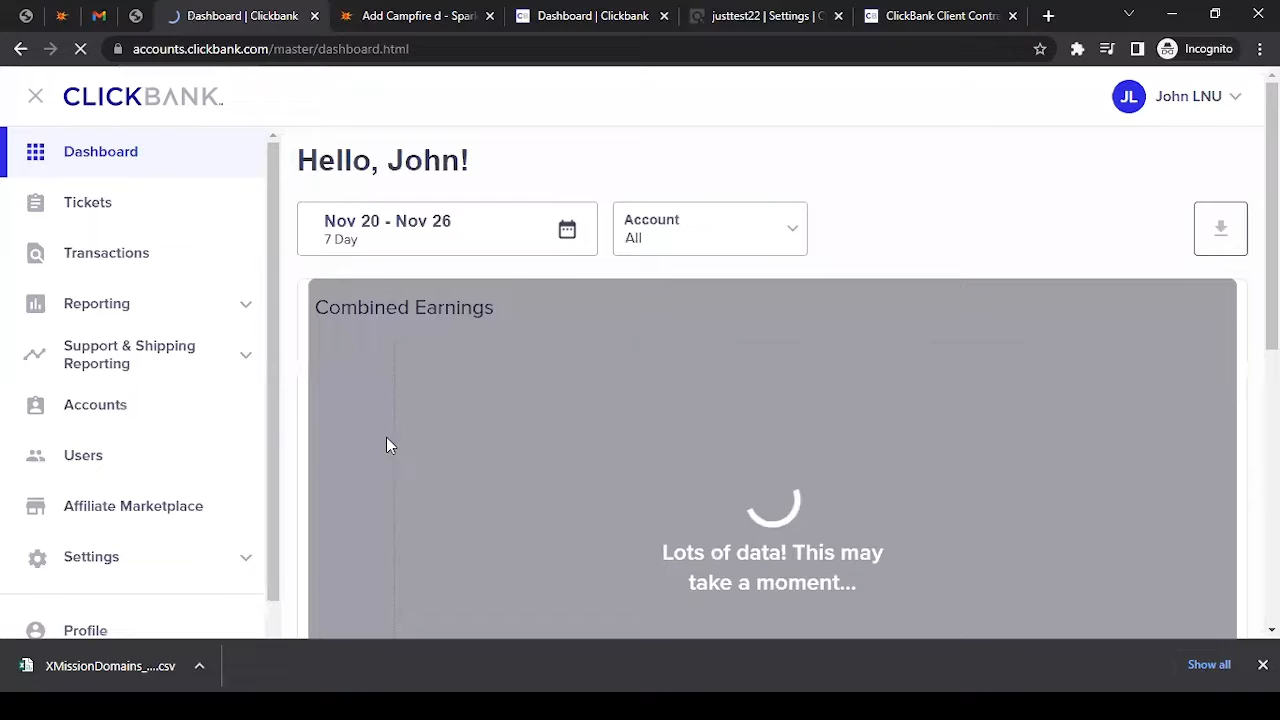 Dashboard | Clickbank
Add Campfire d - Spar
Dashboard | Clickbank
justtest22 | Settings | C
ClickBank Client Contr
accounts.clickbank.com/master/dashboard.html
Incognito
CLICKBANK
JL
John LNU
Dashboard
Tickets
Transactions
Reporting
Support & Shipping
Reporting
Accounts
Users
Affiliate Marketplace
Settings
Profile
Hello, John!
Nov 20 - Nov 26
7 Day
Account
All
Combined Earnings
Lots of data! This may
take a moment...
XMissionDomains_....csv
Show all